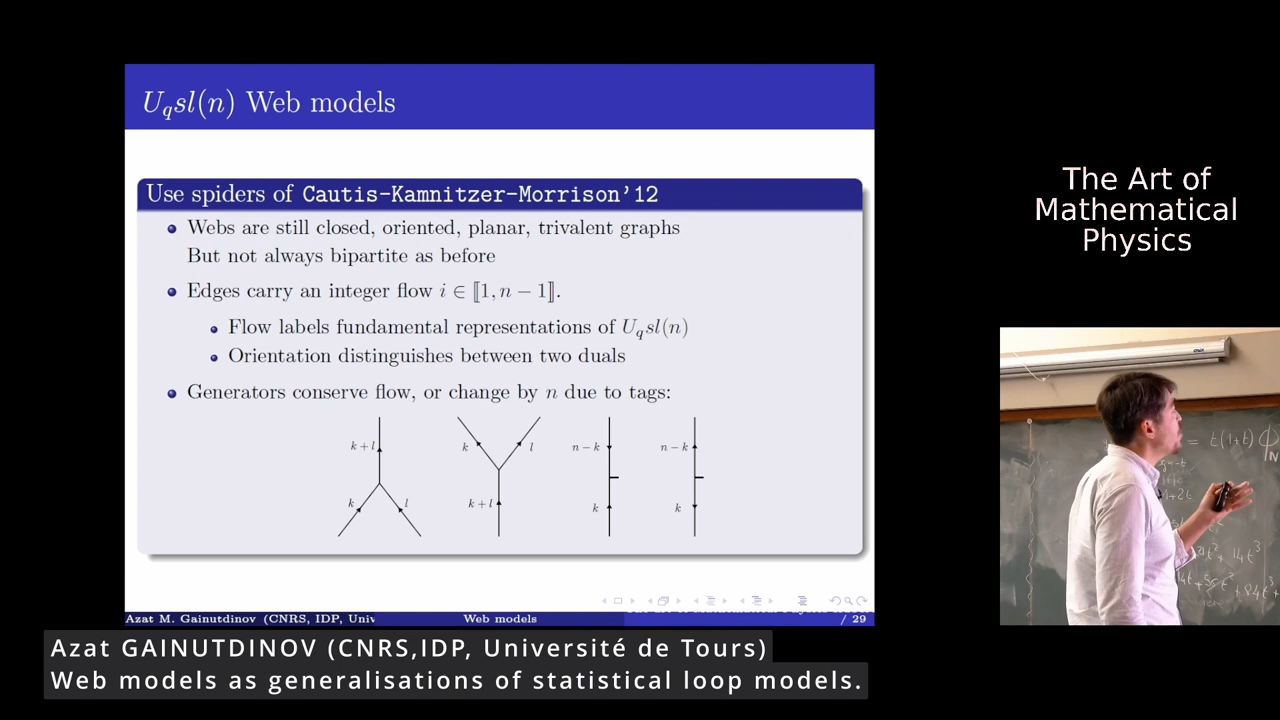 U_q sl(n) Web models
Use spiders of Cautis-Kamnitzer-Morrison'12
Webs are still closed, oriented, planar, trivalent graphs
But not always bipartite as before
Edges carry an integer flow i ∈ ⟦1, n − 1⟧.
Flow labels fundamental representations of U_q sl(n)
Orientation distinguishes between two duals
Generators conserve flow, or change by n due to tags:
k + l
k
l
k
l
k + l
n − k
k
n − k
k
Azat M. Gainutdinov (CNRS, IDP, Univ
Web models
/ 29
Azat GAINUTDINOV (CNRS,IDP, Université de Tours)
Web models as generalisations of statistical loop models.
The Art of
Mathematical
Physics
= t(1+t) ϕ
N